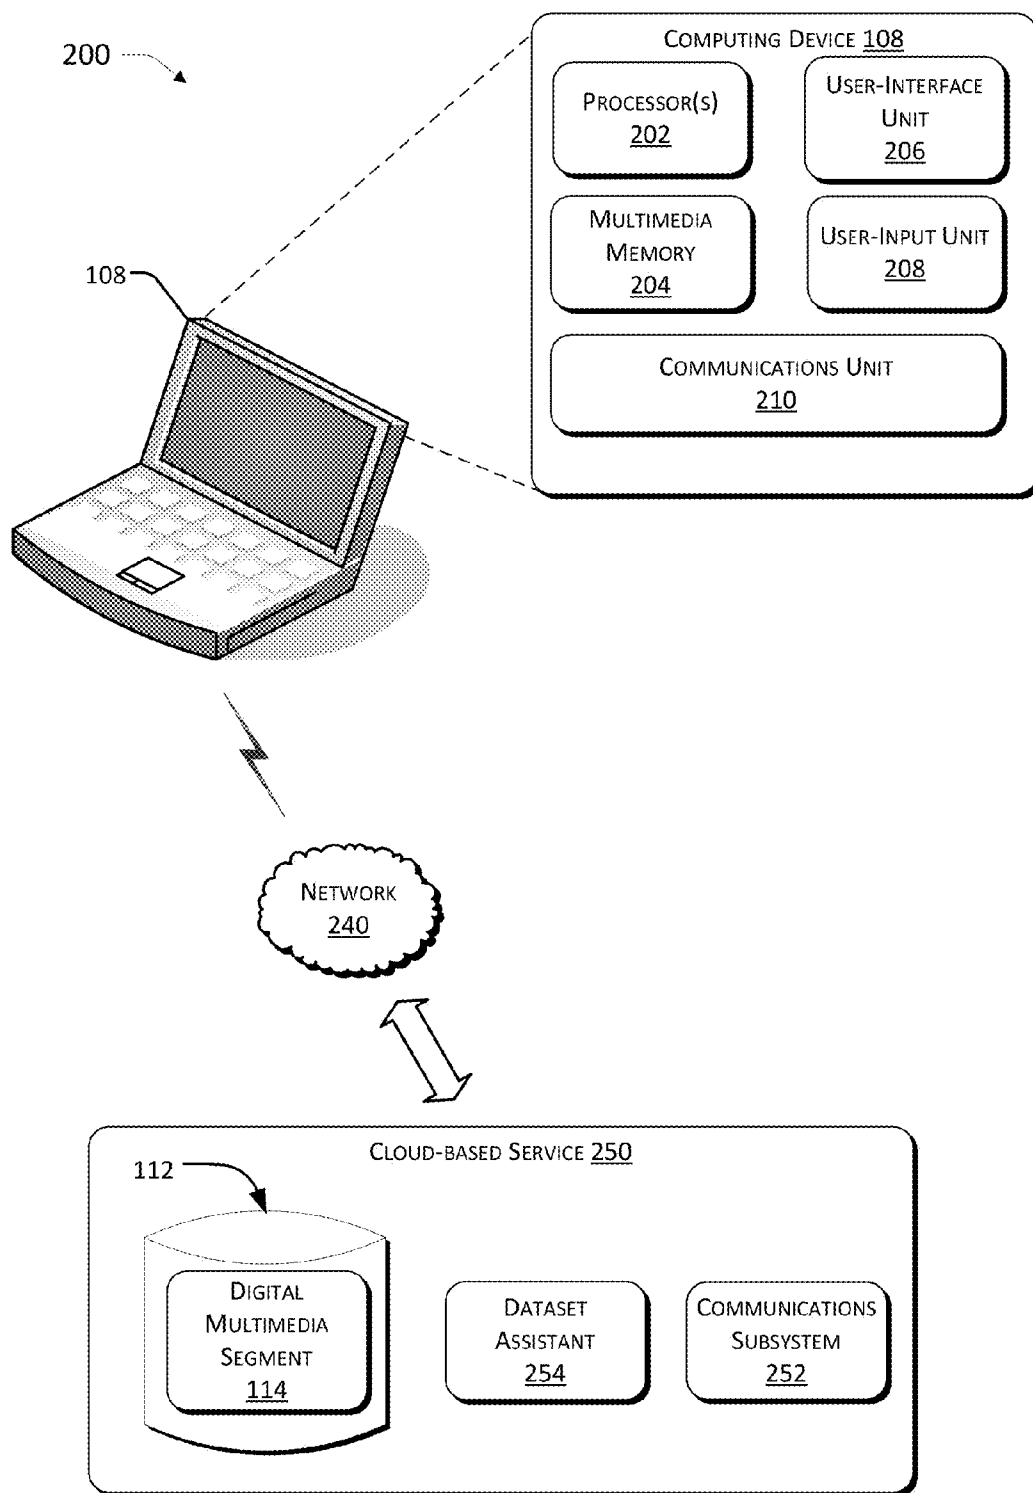 200
COMPUTING DEVICE 108
PROCESSOR(S)
202
USER-INTERFACE
UNIT
206
MULTIMEDIA
MEMORY
204
USER-INPUT UNIT
208
COMMUNICATIONS UNIT
210
108
NETWORK
240
CLOUD-BASED SERVICE 250
112
DIGITAL
MULTIMEDIA
SEGMENT
114
DATASET
ASSISTANT
254
COMMUNICATIONS
SUBSYSTEM
252